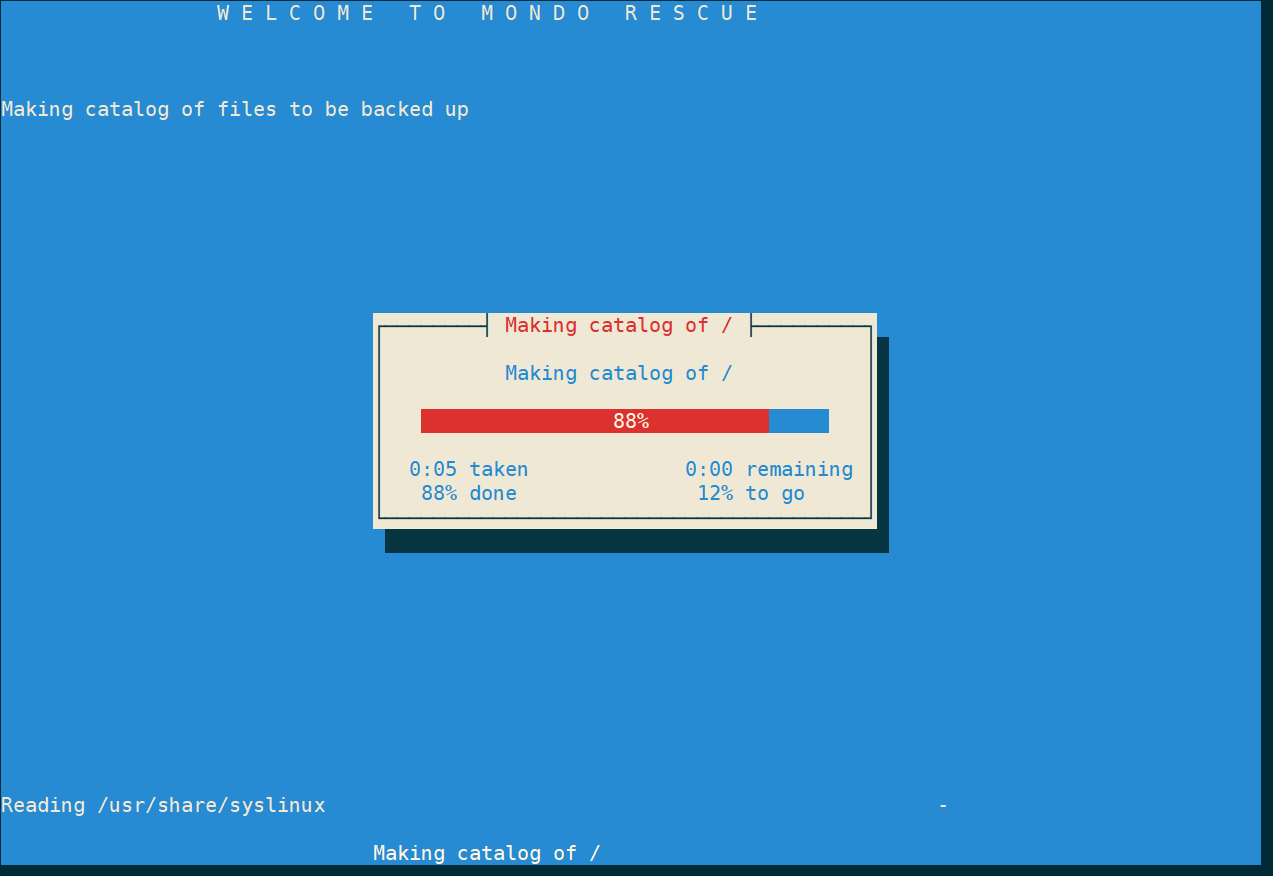 W E L C O M E   T O   M O N D O   R E S C U E
Making catalog of files to be backed up
Making catalog of /
Making catalog of /
88%
0:05 taken 0:00 remaining
88% done 12% to go
Reading /usr/share/syslinux -
Making catalog of /